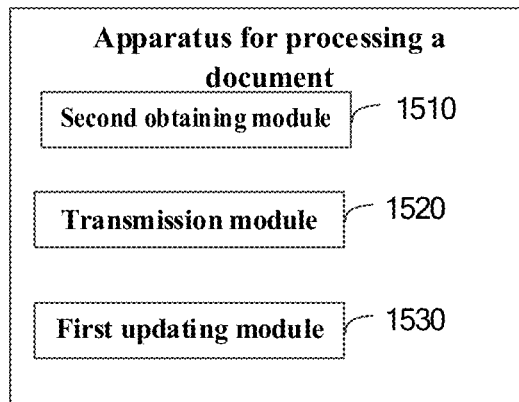 Apparatus for processing a
document
Second obtaining module 1510
Transmission module 1520
First updating module 1530